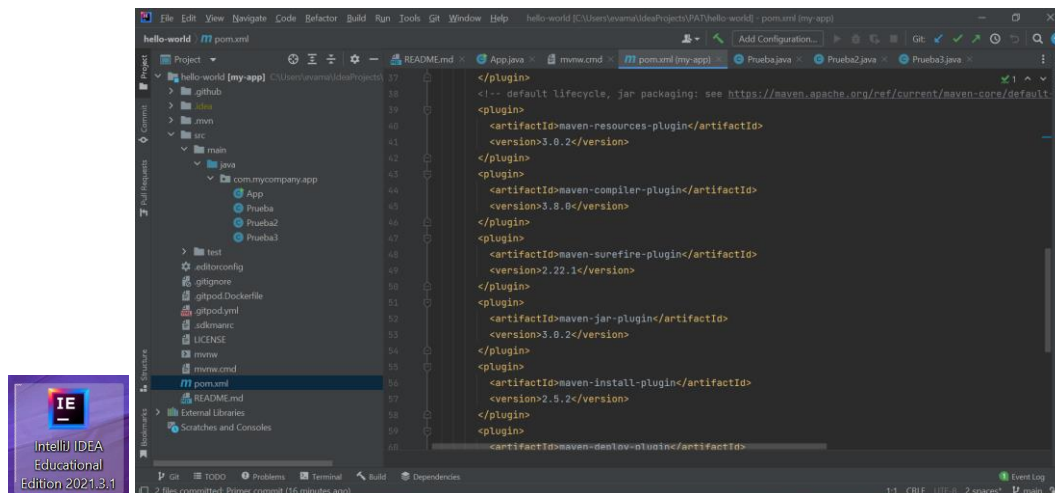 File Edit View Navigate Code Refactor Build Run Tools Git Window Help hello-world [C:\Users\evama\IdeaProjects\PAT\hello-world] - pom.xml (my-app)
hello-world pom.xml
Add Configuration...
Git:
Project
README.md
App.java
mvnw.cmd
pom.xml (my-app)
Prueba.java
Prueba2.java
Prueba3.java
Project
Commit
Pull Requests
Structure
Bookmarks
hello-world [my-app] C:\Users\evama\IdeaProjects\
.github
.idea
.mvn
src
main
java
com.mycompany.app
App
Prueba
Prueba2
Prueba3
test
.editorconfig
.gitignore
.gitpod.Dockerfile
.gitpod.yml
.sdkmanrc
LICENSE
mvnw
mvnw.cmd
pom.xml
README.md
External Libraries
Scratches and Consoles
37 </plugin>
38 <!-- default lifecycle, jar packaging: see https://maven.apache.org/ref/current/maven-core/default-
39 <plugin>
40 <artifactId>maven-resources-plugin</artifactId>
41 <version>3.0.2</version>
42 </plugin>
43 <plugin>
44 <artifactId>maven-compiler-plugin</artifactId>
45 <version>3.8.0</version>
46 </plugin>
47 <plugin>
48 <artifactId>maven-surefire-plugin</artifactId>
49 <version>2.22.1</version>
50 </plugin>
51 <plugin>
52 <artifactId>maven-jar-plugin</artifactId>
53 <version>3.0.2</version>
54 </plugin>
55 <plugin>
56 <artifactId>maven-install-plugin</artifactId>
57 <version>2.5.2</version>
58 </plugin>
59 <plugin>
60 <artifactId>maven-deploy-plugin</artifactId>
1
Git TODO Problems Terminal Build Dependencies
1 Event Log
2 files committed: Primer commit (16 minutes ago)
1:1 CRLF UTF-8 2 spaces* main
IE
IntelliJ IDEA
Educational
Edition 2021.3.1